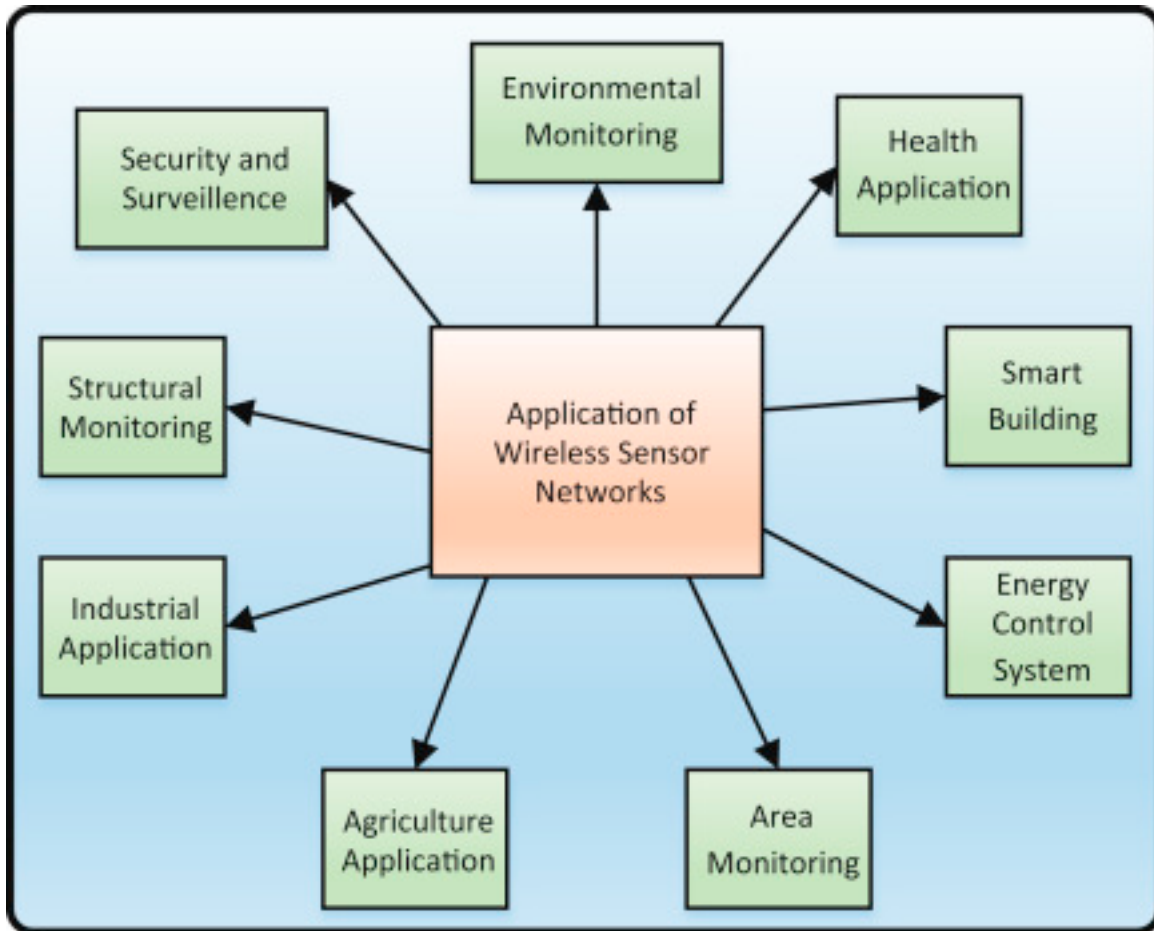 Environmental
Monitoring
Health
Application
Security and
Surveillence
Smart
Building
Structural
Monitoring
Application of
Wireless Sensor
Networks
Energy
Control
System
Industrial
Application
Agriculture
Application
Area
Monitoring